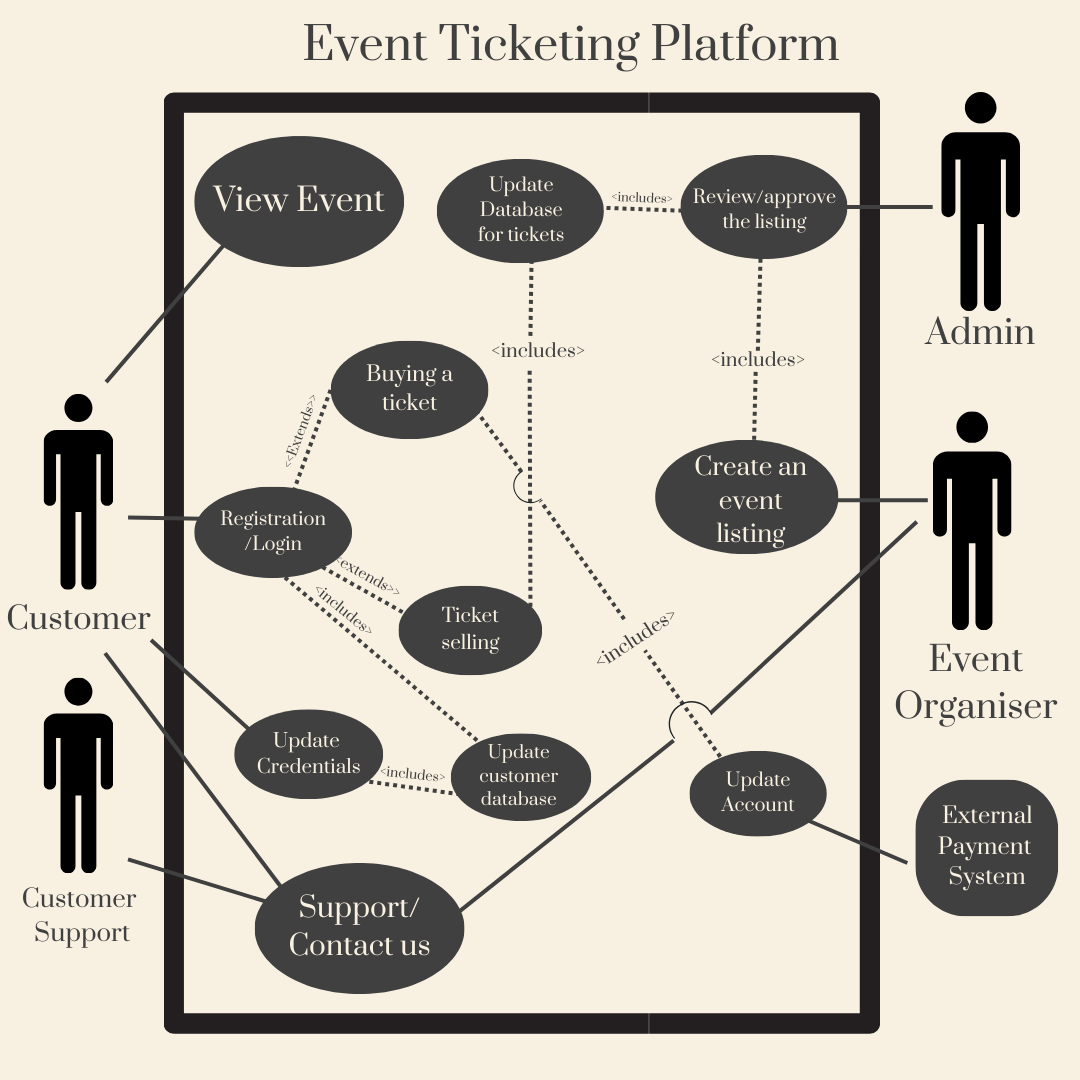 Event Ticketing Platform
View Event
Update
Database
for tickets
<includes>
Review/approve
the listing
Admin
<includes>
<includes>
Buying a
ticket
<<Extends>>
Create an
event
listing
Registration
/Login
Customer
<extends>>
<includes>
Ticket
selling
<includes>
Event
Organiser
Update
Credentials
<includes>
Update
customer
database
Update
Account
External
Payment
System
Customer
Support
Support/
Contact us